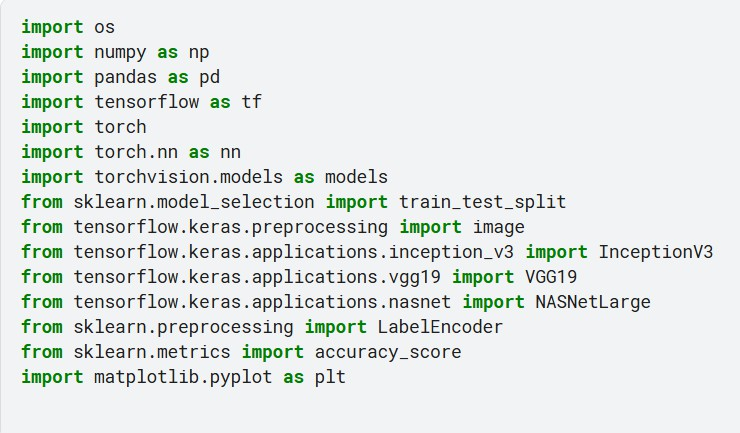 import os
import numpy as np
import pandas as pd
import tensorflow as tf
import torch
import torch.nn as nn
import torchvision.models as models
from sklearn.model_selection import train_test_split
from tensorflow.keras.preprocessing import image
from tensorflow.keras.applications.inception_v3 import InceptionV3
from tensorflow.keras.applications.vgg19 import VGG19
from tensorflow.keras.applications.nasnet import NASNetLarge
from sklearn.preprocessing import LabelEncoder
from sklearn.metrics import accuracy_score
import matplotlib.pyplot as plt